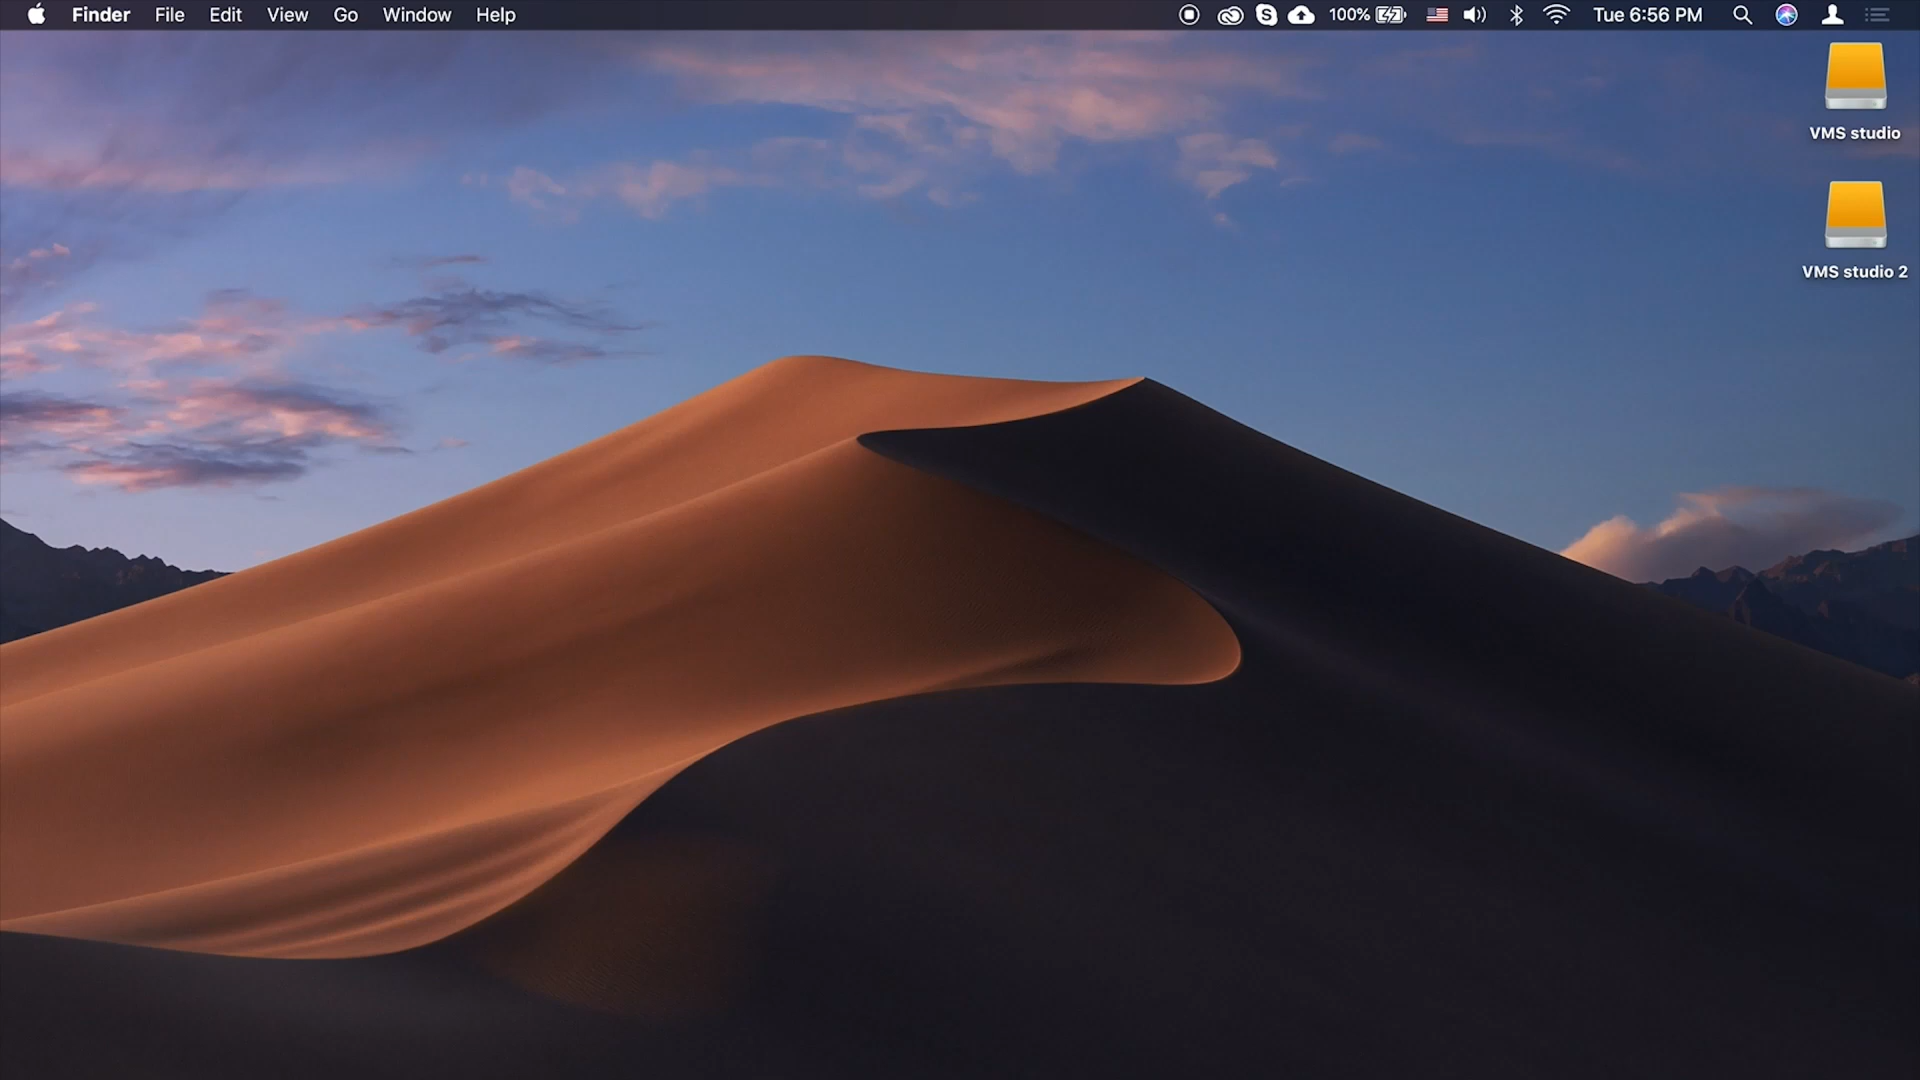 Finder File Edit View Go Window Help 100% Tue 6:56 PM
VMS studio
VMS studio 2